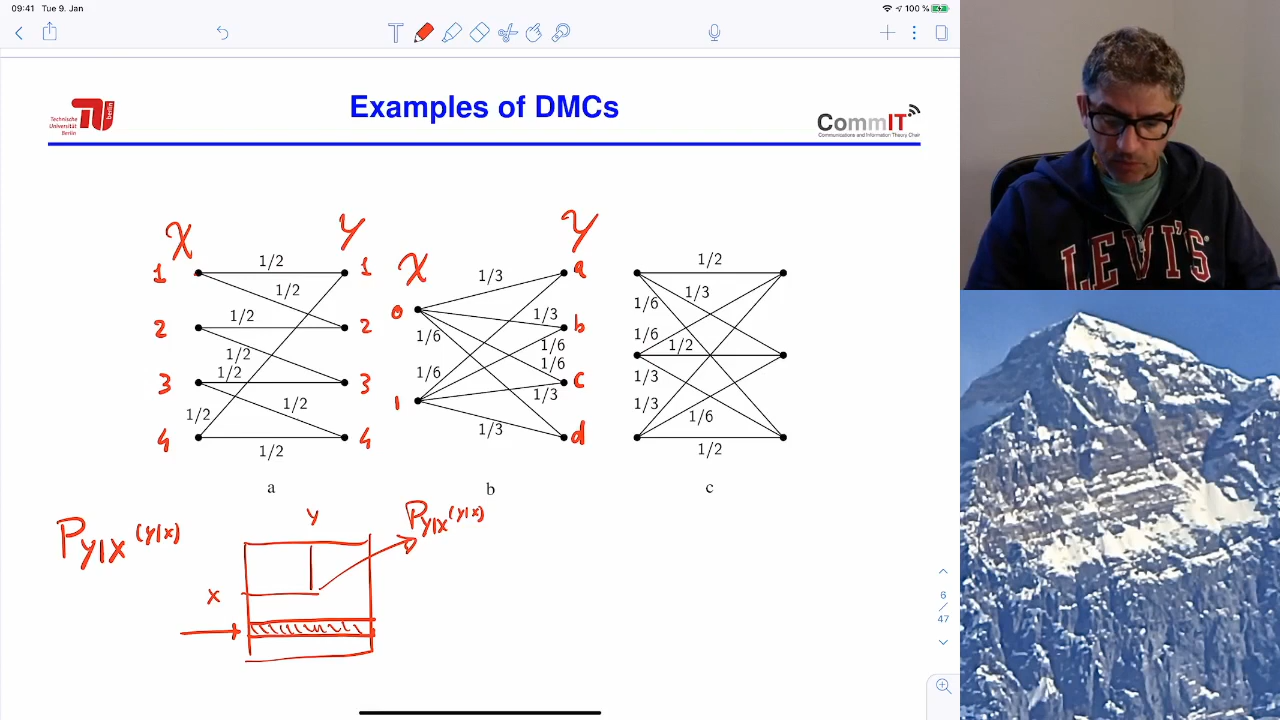 09:41 Tue 9. Jan
100 %
T
Examples of DMCs
Technische
Universität
Berlin
berlin
CommIT
Communications and Information Theory Chair
X Y X Y
1 1/2 1 1/3 a 1/2
1/2 0 1/6 1/3
2 1/2 2 1/6 1/3 b 1/6 1/2
1/2 1/6
3 1/2 3 1/6 1/6 c 1/3
1/2 1/2 1 1/3 1/3 1/6
4 1/2 4 1/3 d 1/2
a b c
PY|X (y|x)
y
PY|X (y|x)
x
6
/
47
LEVI'S